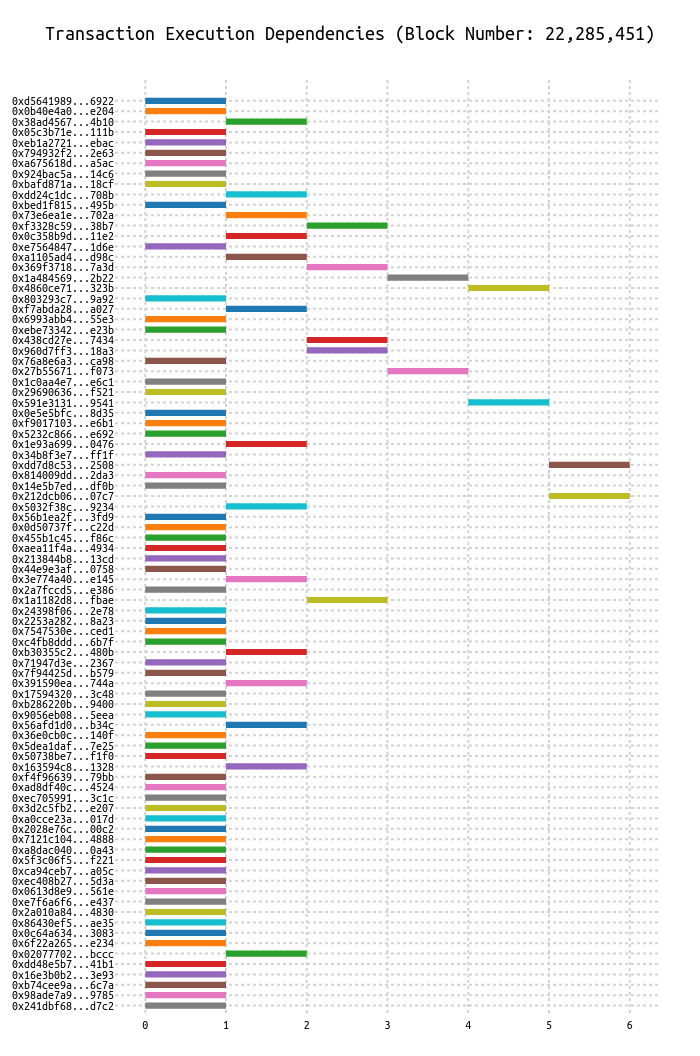 Transaction Execution Dependencies (Block Number: 22,285,451)
0xd5641989...6922
0x0b40e4a0...e204
0x38ad4567...4b10
0x05c3b71e...111b
0xeb1a2721...ebac
0x794932f2...2e63
0xa675618d...a5ac
0x924bac5a...14c6
0xbafd871a...18cf
0xdd24c1dc...708b
0xbed1f815...495b
0x73e6ea1e...702a
0xf3328c59...38b7
0x0c358b9d...11e2
0xe7564847...1d6e
0xa1105ad4...d98c
0x369f3718...7a3d
0x1a484569...2b22
0x4860ce71...323b
0x803293c7...9a92
0xf7abda28...a027
0x6993abb4...55e3
0xebe73342...e23b
0x438cd27e...7434
0x960d7ff3...18a3
0x76a8e6a3...ca98
0x27b55671...f073
0x1c0aa4e7...e6c1
0x29690636...f521
0x591e3131...9541
0x0e5e5bfc...8d35
0xf9017103...e6b1
0x5232c866...e692
0x1e93a699...0476
0x34b8f3e7...ff1f
0xdd7d8c53...2508
0x814009dd...2da3
0x14e5b7ed...df0b
0x212dcb06...07c7
0x5032f38c...9234
0x56b1ea2f...3fd9
0x0d50737f...c22d
0x455b1c45...f86c
0xaea11f4a...4934
0x213844b8...13cd
0x44e9e3af...0758
0x3e774a40...e145
0x2a7fccd5...e386
0x1a1182d8...fbae
0x24398f06...2e78
0x2253a282...8a23
0x7547530e...ced1
0xc4fb8ddd...6b7f
0xb30355c2...480b
0x71947d3e...2367
0x7f94425d...b579
0x391590ea...744a
0x17594320...3c48
0xb286220b...9400
0x9056eb08...5eea
0x56afd1d0...b34c
0x36e0cb0c...140f
0x5dea1daf...7e25
0x50738be7...f1f0
0x163594c8...1328
0xf4f96639...79bb
0xad8df40c...4524
0xec705991...3c1c
0x3d2c5fb2...e207
0xa0cce23a...017d
0x2028e76c...00c2
0x7121c104...4888
0xa8dac040...0a43
0x5f3c06f5...f221
0xca94ceb7...a05c
0xec408b27...5d3a
0x0613d8e9...561e
0xe7f6a6f6...e437
0x2a010a84...4830
0x86430ef5...ae35
0x0c64a634...3083
0x6f22a265...e234
0x02077702...bccc
0xdd48e5b7...41b1
0x16e3b0b2...3e93
0xb74cee9a...6c7a
0x98ade7a9...9785
0x241dbf68...d7c2
0 1 2 3 4 5 6